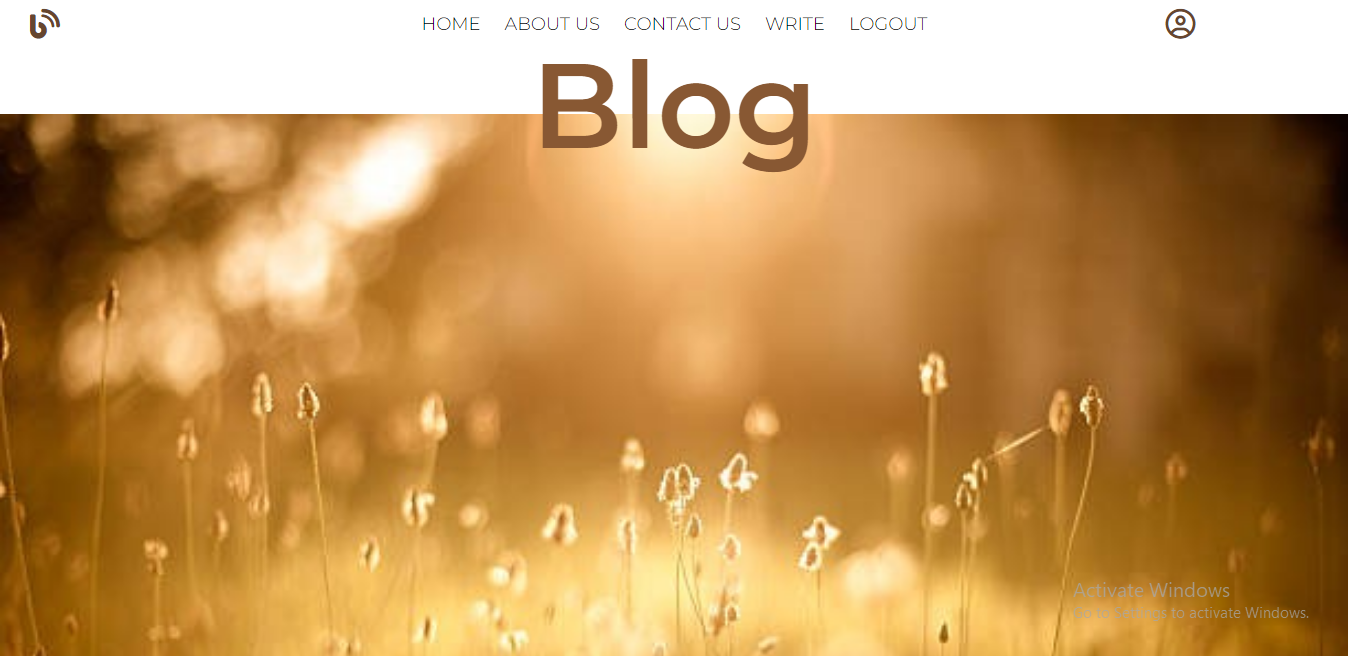 HOME ABOUT US CONTACT US WRITE LOGOUT
Blog
Activate Windows
Go to Settings to activate Windows.